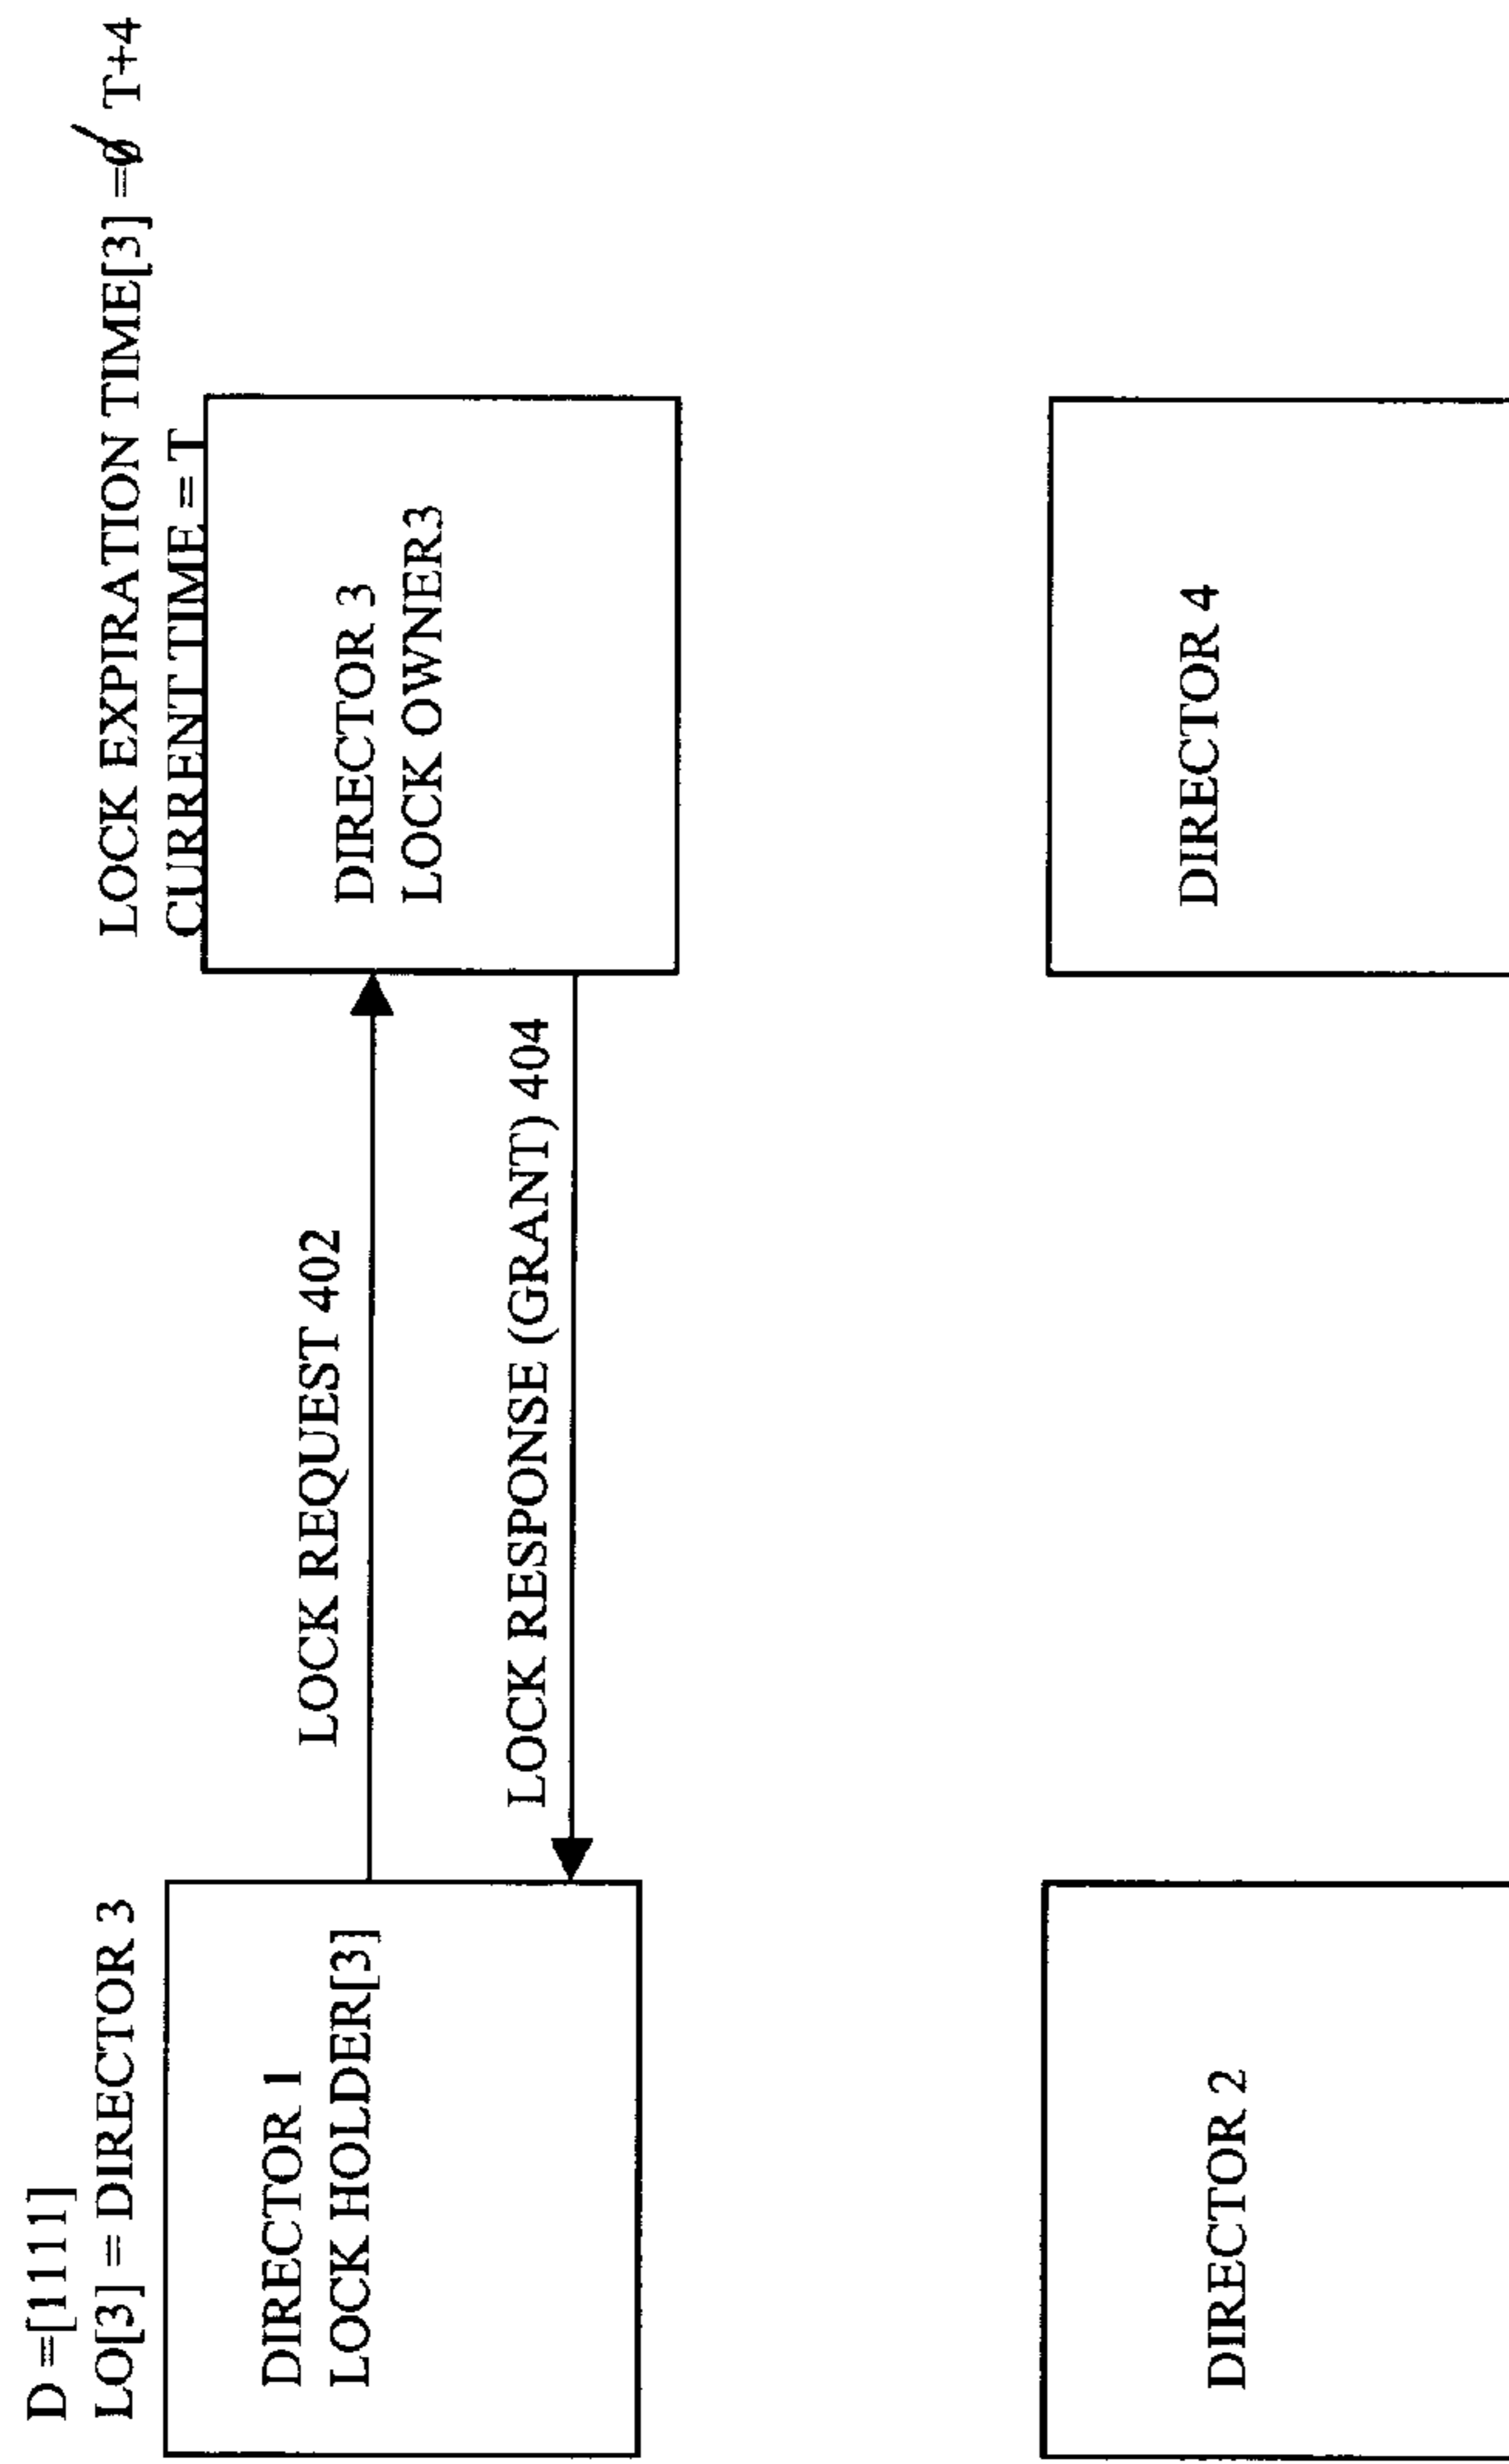 D =[1111]
LO[3] = DIRECTOR 3
DIRECTOR 1
LOCK HOLDER[3]
LOCK REQUEST 402
LOCK RESPONSE (GRANT) 404
LOCK EXPIRATION TIME[3] =0 T+4
CURRENT TIME = T
DIRECTOR 3
LOCK OWNER3
DIRECTOR 2
DIRECTOR 4